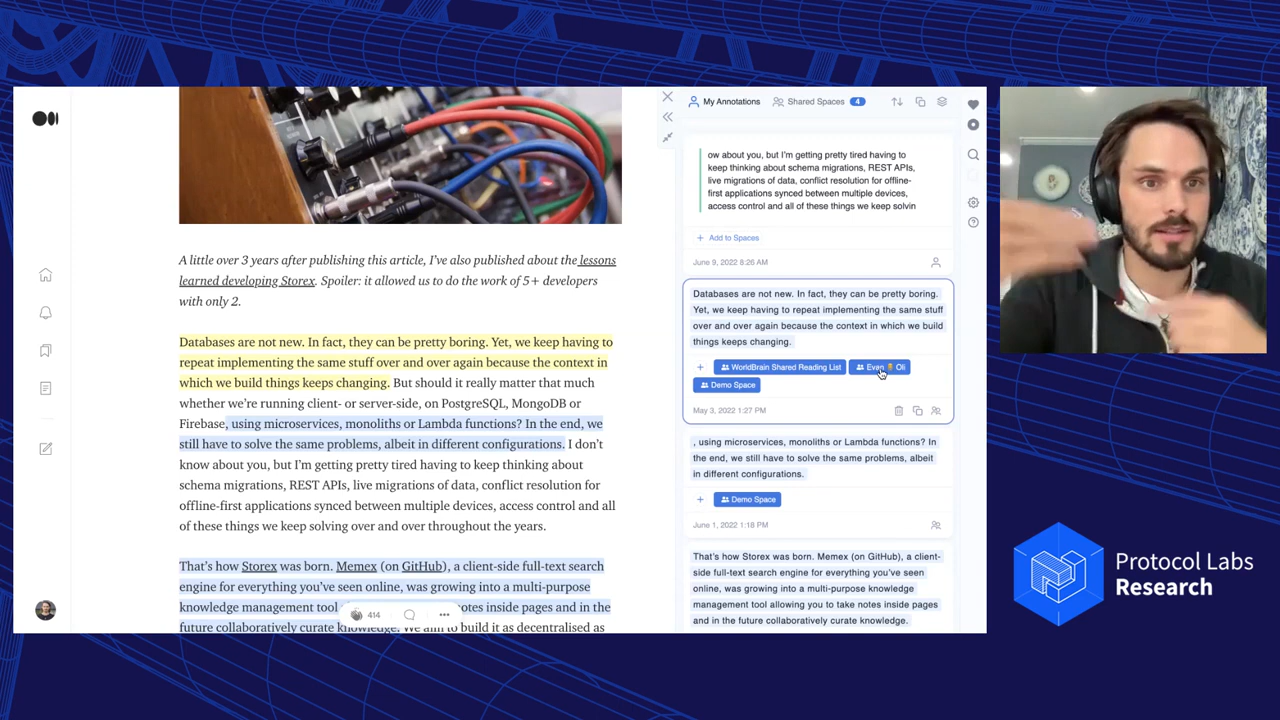 A little over 3 years after publishing this article, I've also published about the lessons
learned developing Storex. Spoiler: it allowed us to do the work of 5+ developers
with only 2.
Databases are not new. In fact, they can be pretty boring. Yet, we keep having to
repeat implementing the same stuff over and over again because the context in
which we build things keeps changing. But should it really matter that much
whether we're running client- or server-side, on PostgreSQL, MongoDB or
Firebase, using microservices, monoliths or Lambda functions? In the end, we
still have to solve the same problems, albeit in different configurations. I don't
know about you, but I'm getting pretty tired having to keep thinking about
schema migrations, REST APIs, live migrations of data, conflict resolution for
offline-first applications synced between multiple devices, access control and all
of these things we keep solving over and over throughout the years.
That's how Storex was born. Memex (on GitHub), a client-side full-text search
engine for everything you've seen online, was growing into a multi-purpose
knowledge management tool notes inside pages and in the
future collaboratively curate knowledge. We aim to build it as decentralised as
414
My Annotations
Shared Spaces 4
ow about you, but I'm getting pretty tired having to
keep thinking about schema migrations, REST APIs,
live migrations of data, conflict resolution for offline-
first applications synced between multiple devices,
access control and all of these things we keep solvin
+ Add to Spaces
June 9, 2022 8:26 AM
Databases are not new. In fact, they can be pretty boring.
Yet, we keep having to repeat implementing the same stuff
over and over again because the context in which we build
things keeps changing.
+ WorldBrain Shared Reading List Evan Oli
Demo Space
May 3, 2022 1:27 PM
, using microservices, monoliths or Lambda functions? In
the end, we still have to solve the same problems, albeit
in different configurations.
+ Demo Space
June 1, 2022 1:18 PM
That's how Storex was born. Memex (on GitHub), a client-
side full-text search engine for everything you've seen
online, was growing into a multi-purpose knowledge
management tool allowing you to take notes inside pages
and in the future collaboratively curate knowledge.
Protocol Labs
Research